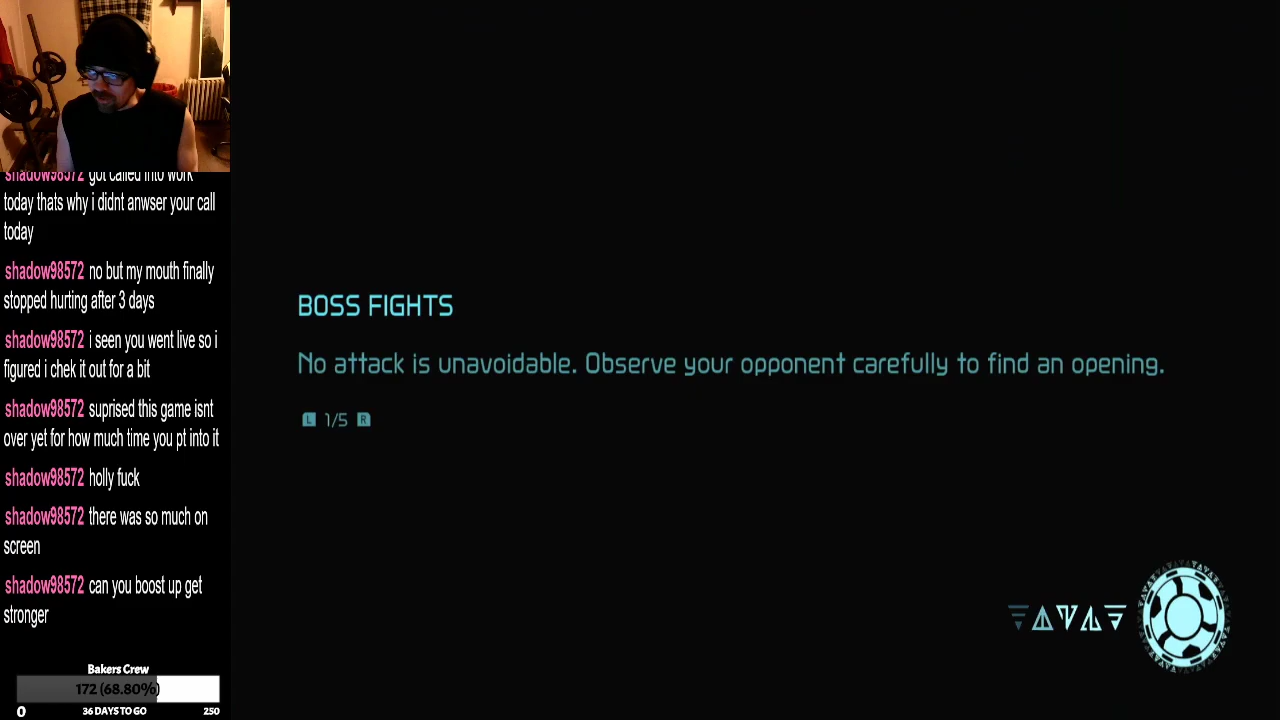 shadow98572 got called into work
today thats why i didnt anwser your call
today
shadow98572 no but my mouth finally
stopped hurting after 3 days
shadow98572 i seen you went live so i
figured i chek it out for a bit
shadow98572 suprised this game isnt
over yet for how much time you pt into it
shadow98572 holly fuck
shadow98572 there was so much on
screen
shadow98572 can you boost up get
stronger
Bakers Crew
172 (68.80%)
0 36 DAYS TO GO 250
BOSS FIGHTS
No attack is unavoidable. Observe your opponent carefully to find an opening.
L 1/5 R